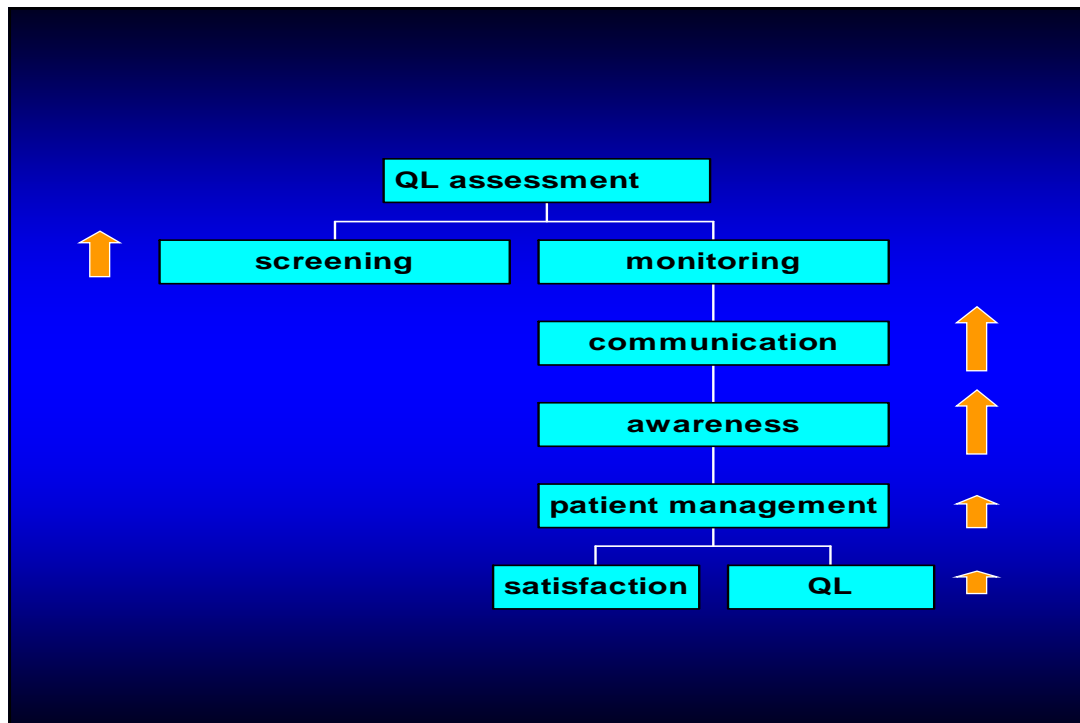 QL assessment
screening
monitoring
communication
awareness
patient management
satisfaction
QL